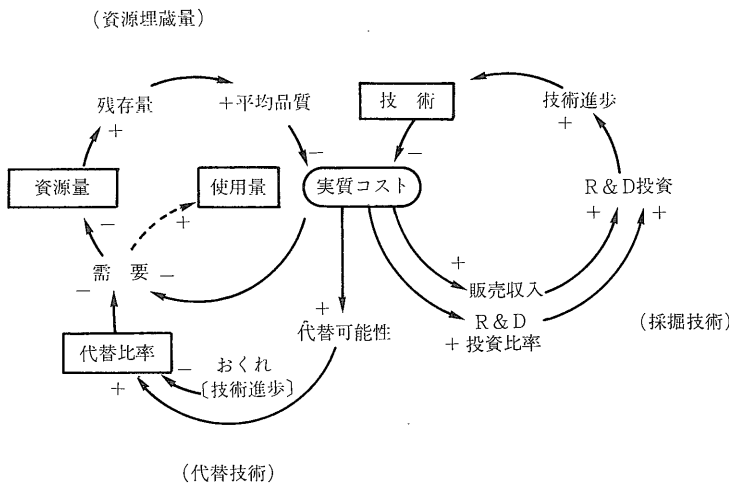 （資源埋蔵量）
残存量
+
+平均品質
技　術
技術進歩
+
−
−
資源量
使用量
実質コスト
R＆D投資
+
+
−
+
需　要
−
−
+
販売収入
+
代替可能性
R＆D
+投資比率
（採掘技術）
代替比率
−
おくれ
〔技術進歩〕
+
（代替技術）